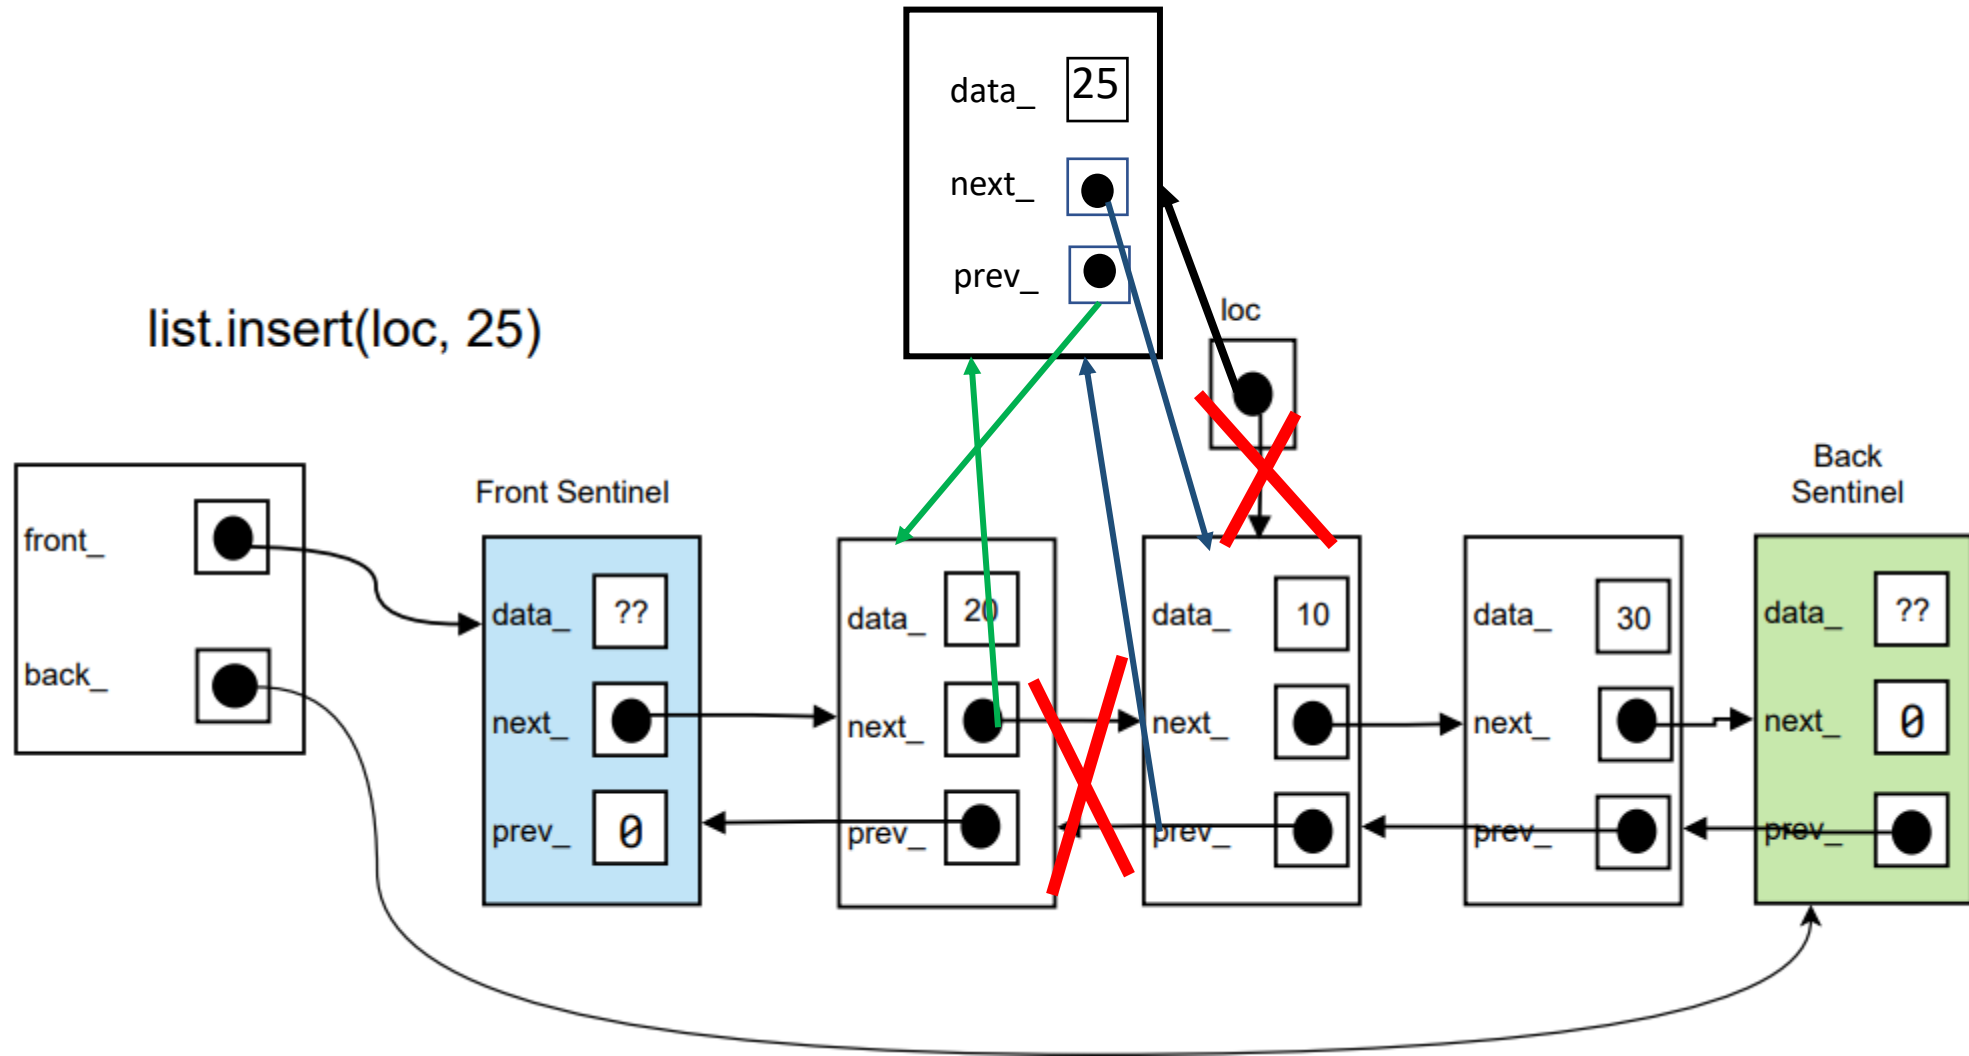 data_ 25
next_
prev_
loc
list.insert(loc, 25)
front_
back_
Front Sentinel
data_ ??
next_
prev_ 0
data_ 20
next_
prev_
data_ 10
next_
prev_
data_ 30
next_
prev_
Back
Sentinel
data_ ??
next_ 0
prev_